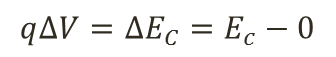 qΔV = ΔE_C = E_c − 0